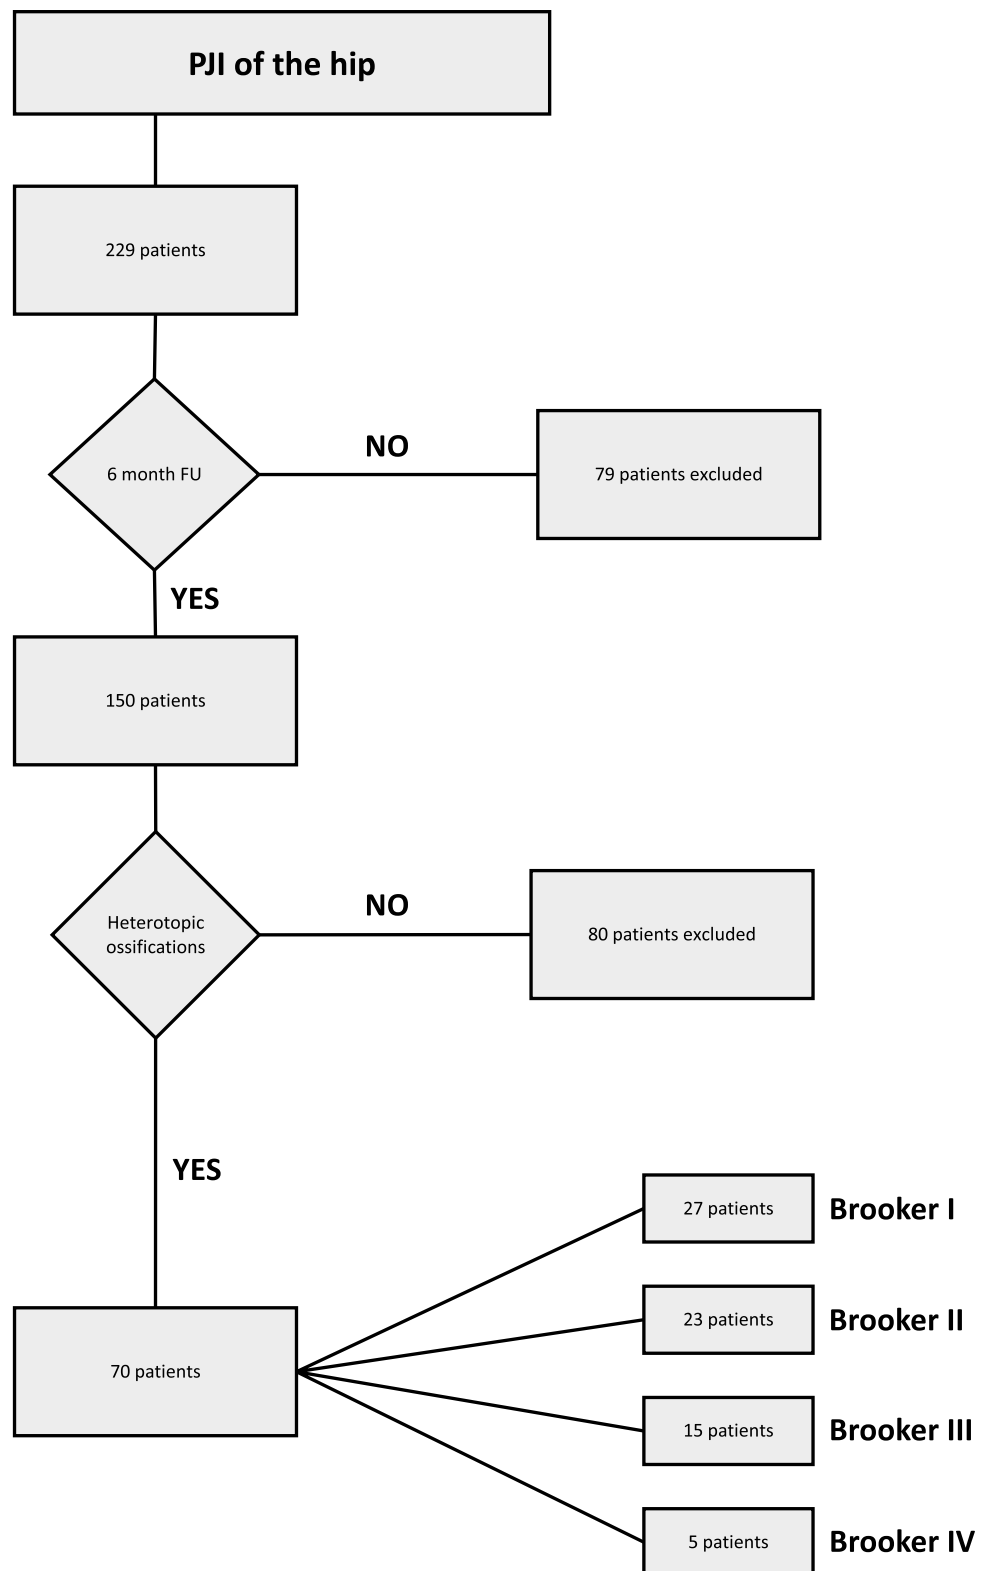 PJI of the hip
229 patients
6 month FU
NO
79 patients excluded
YES
150 patients
Heterotopic
ossifications
NO
80 patients excluded
YES
70 patients
27 patients
Brooker I
23 patients
Brooker II
15 patients
Brooker III
5 patients
Brooker IV